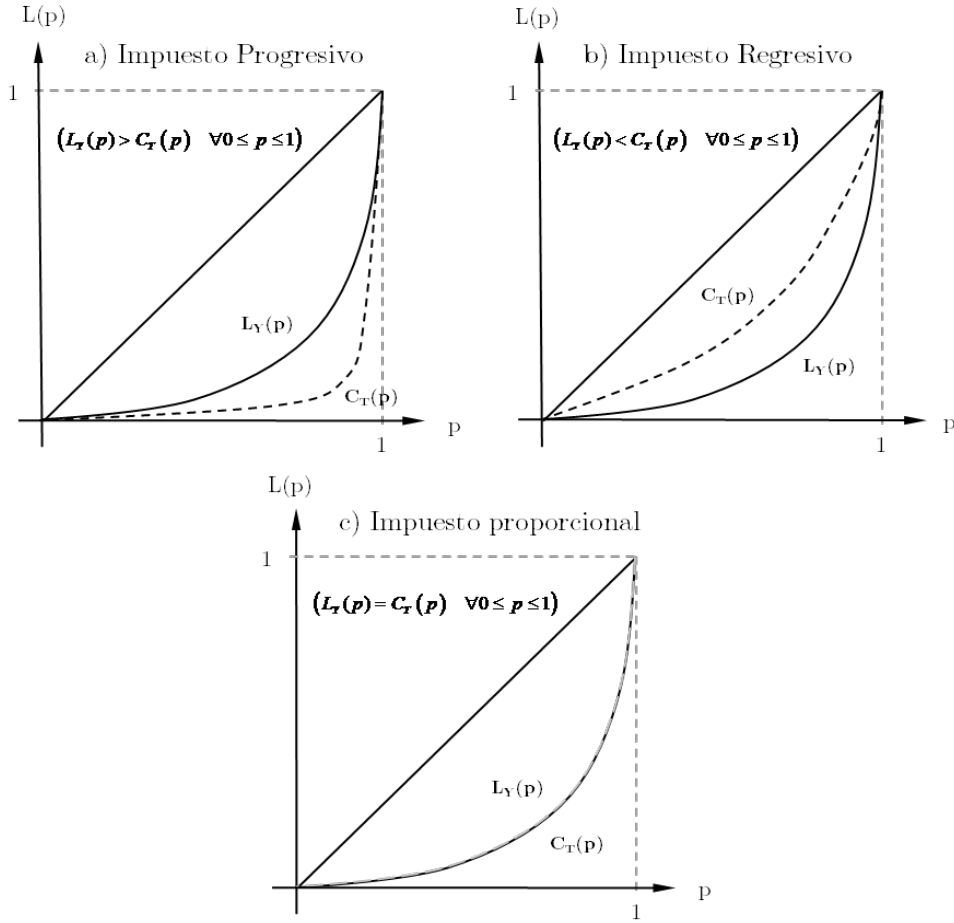 L(p)
a) Impuesto Progresivo
1
(L_T(p) > C_T(p) ∀0 ≤ p ≤ 1)
L_Y(p)
C_T(p)
p
1
L(p)
b) Impuesto Regresivo
1
(L_T(p) < C_T(p) ∀0 ≤ p ≤ 1)
C_T(p)
L_Y(p)
p
1
L(p)
c) Impuesto proporcional
1
(L_T(p) = C_T(p) ∀0 ≤ p ≤ 1)
L_Y(p)
C_T(p)
p
1